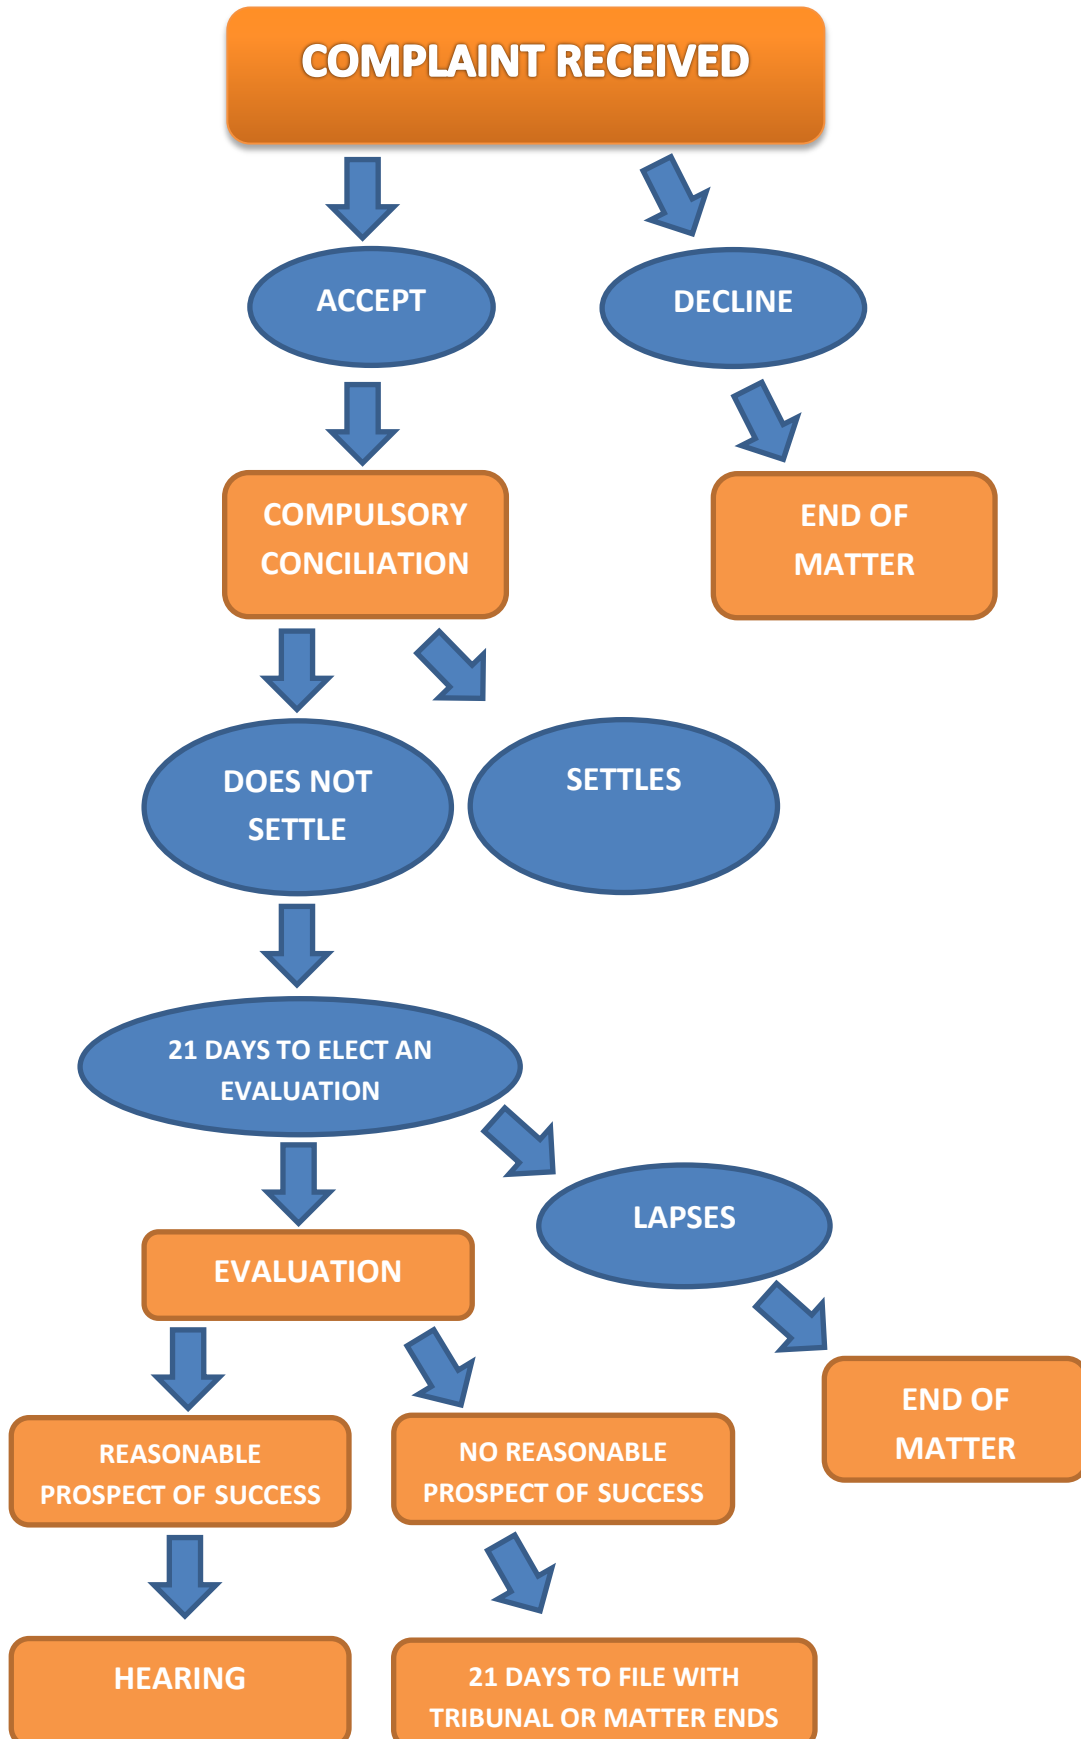 COMPLAINT RECEIVED
ACCEPT
DECLINE
COMPULSORY
CONCILIATION
END OF
MATTER
DOES NOT
SETTLE
SETTLES
21 DAYS TO ELECT AN
EVALUATION
LAPSES
EVALUATION
END OF
MATTER
REASONABLE
PROSPECT OF SUCCESS
NO REASONABLE
PROSPECT OF SUCCESS
HEARING
21 DAYS TO FILE WITH
TRIBUNAL OR MATTER ENDS